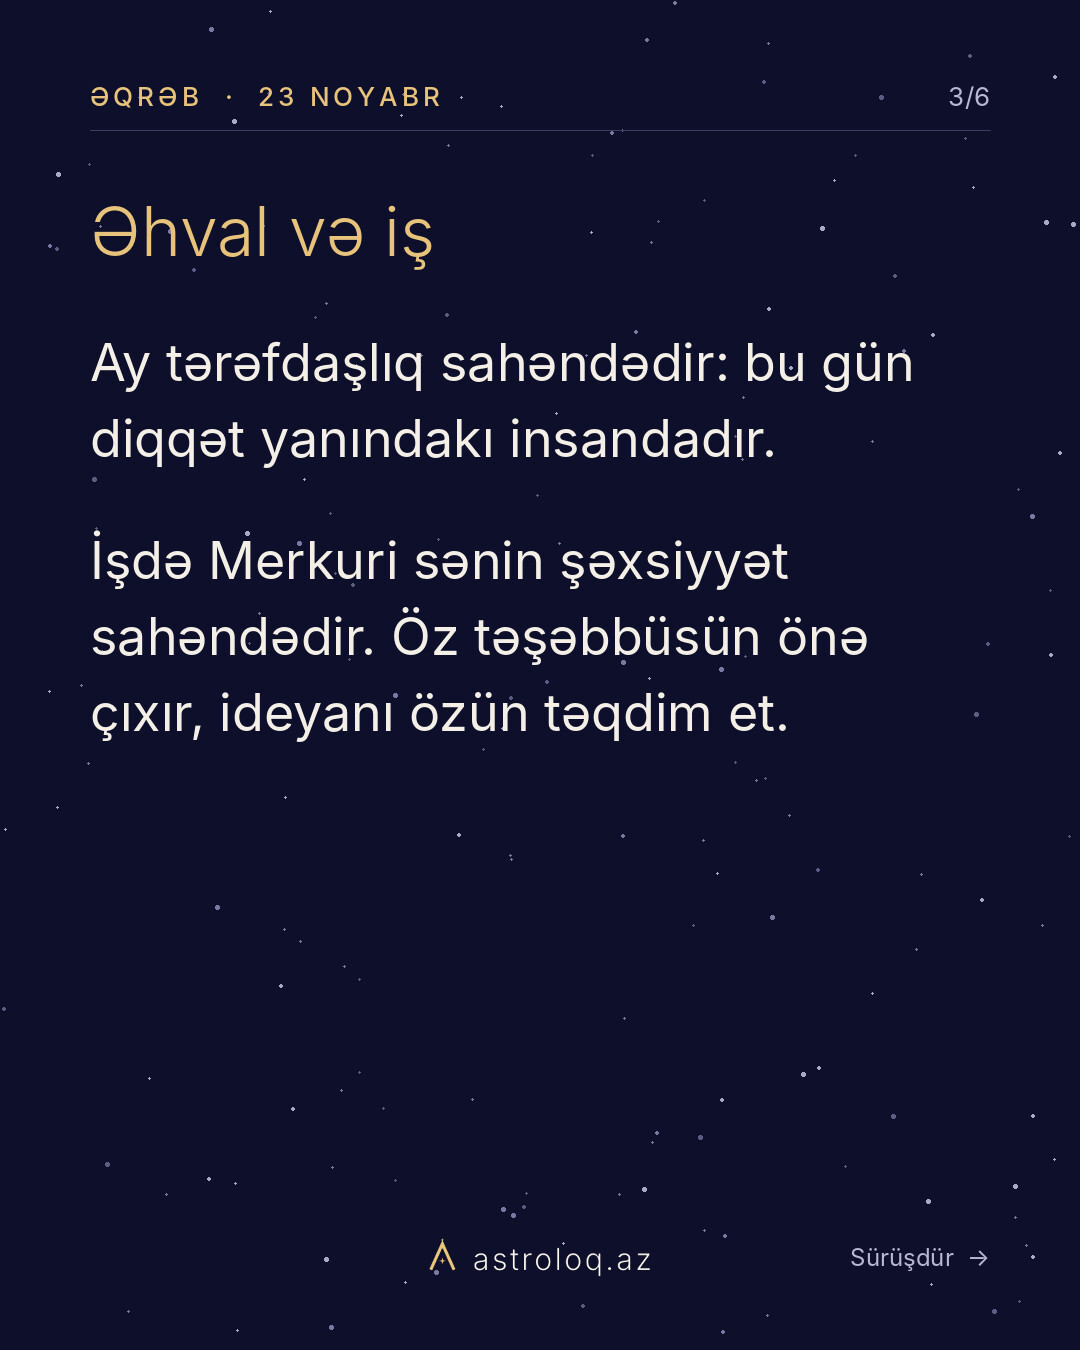 ƏQRƏB · 23 NOYABR 3/6
Əhval və iş
Ay tərəfdaşlıq sahəndədir: bu gün
diqqət yanındakı insandadır.
İşdə Merkuri sənin şəxsiyyət
sahəndədir. Öz təşəbbüsün önə
çıxır, ideyanı özün təqdim et.
astroloq.az
Sürüşdür →